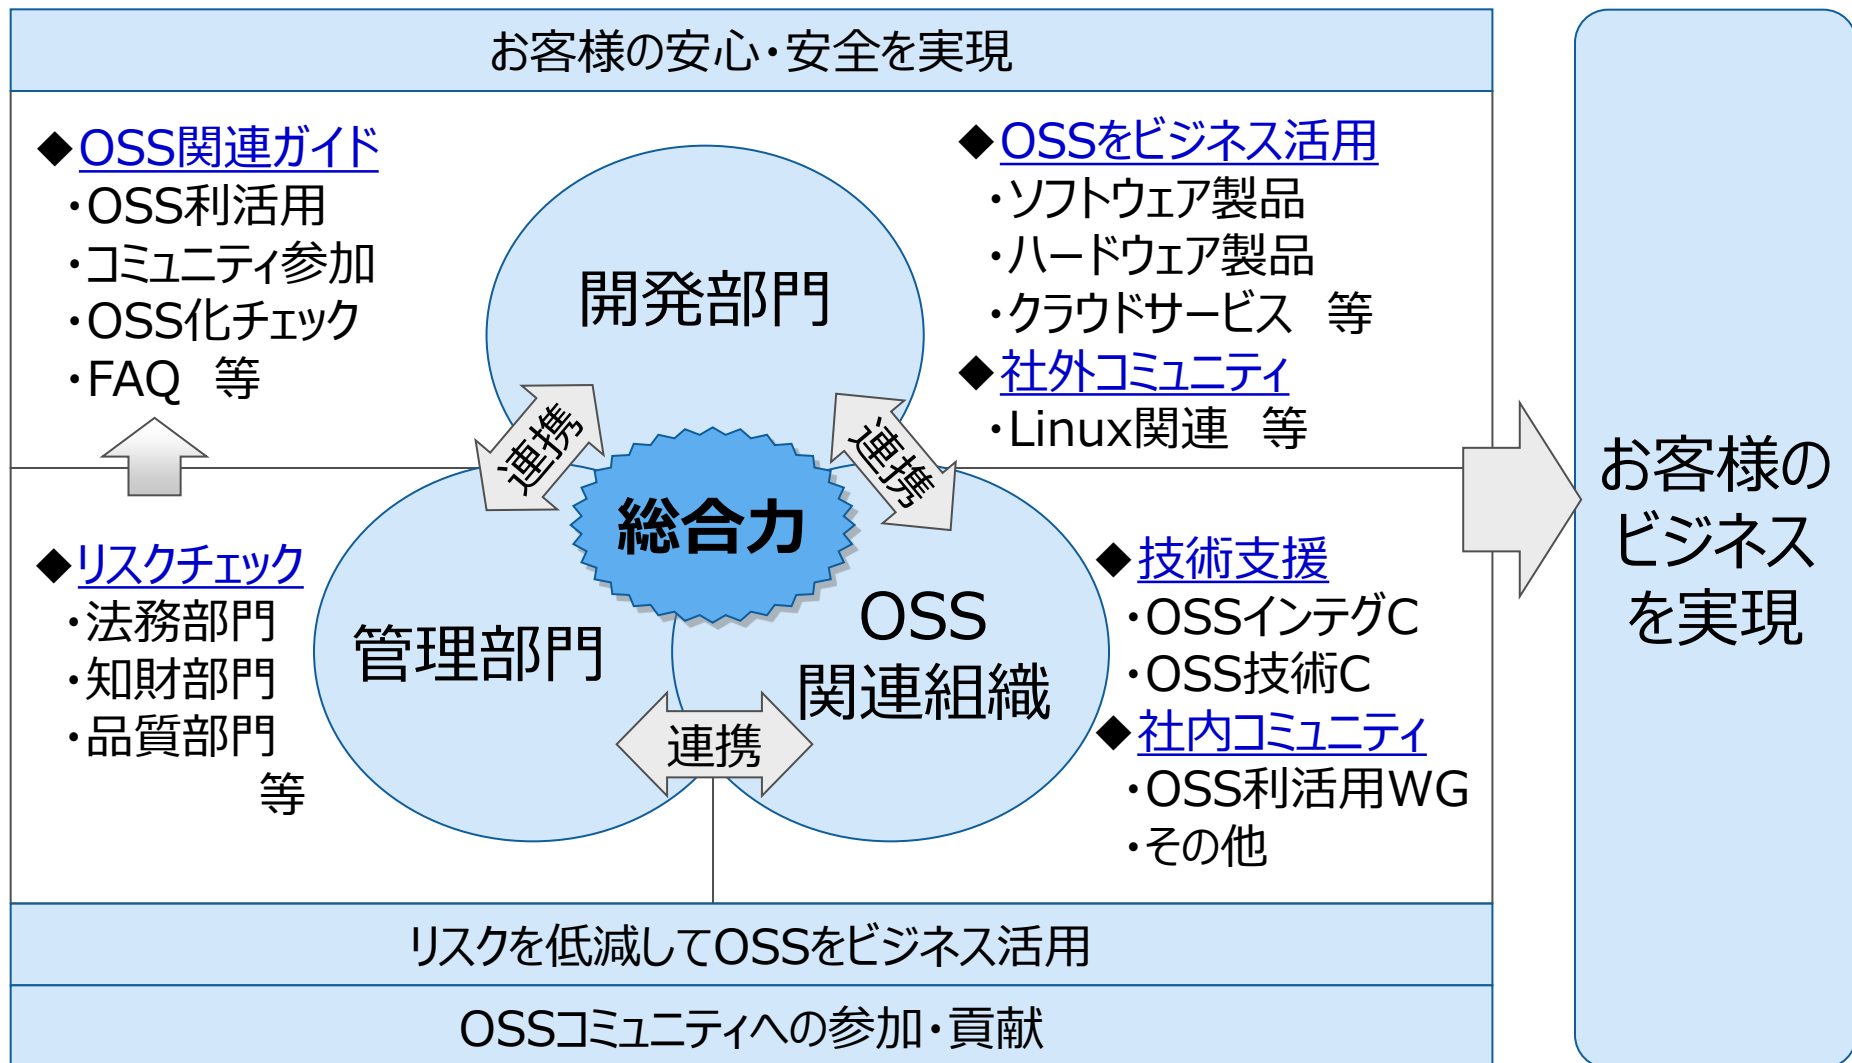 お客様の安心・安全を実現
◆OSS関連ガイド
・OSS利活用
・コミュニティ参加
・OSS化チェック
・FAQ　等
◆OSSをビジネス活用
・ソフトウェア製品
・ハードウェア製品
・クラウドサービス　等
◆社外コミュニティ
・Linux関連　等
開発部門
連携
連携
総合力
◆リスクチェック
・法務部門
・知財部門
・品質部門
等
管理部門
OSS
関連組織
連携
◆技術支援
・OSSインテグC
・OSS技術C
◆社内コミュニティ
・OSS利活用WG
・その他
リスクを低減してOSSをビジネス活用
OSSコミュニティへの参加・貢献
お客様の
ビジネス
を実現